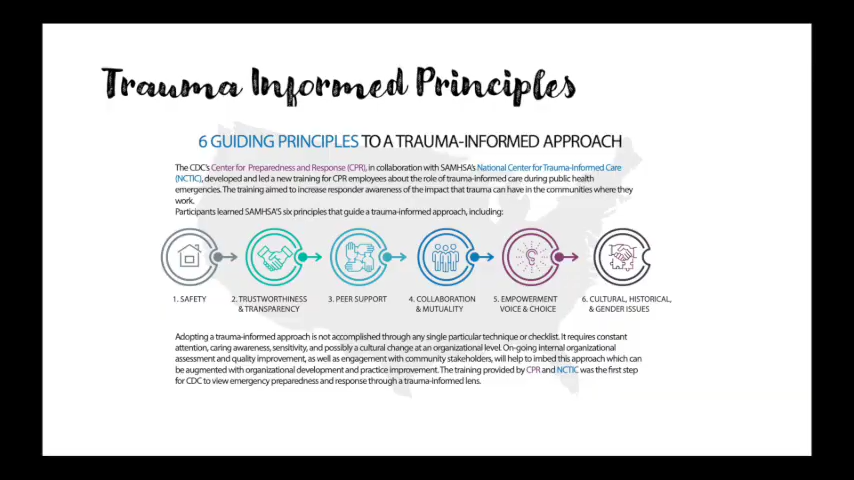 Trauma Informed Principles
6 GUIDING PRINCIPLES TO A TRAUMA-INFORMED APPROACH
The CDC's Center for Preparedness and Response (CPR), in collaboration with SAMHSA's National Center for Trauma-Informed Care
(NCTIC), developed and led a new training for CPR employees about the role of trauma-informed care during public health
emergencies. The training aimed to increase responder awareness of the impact that trauma can have in the communities where they
work.
Participants learned SAMHSA'S six principles that guide a trauma-informed approach, including:
1. SAFETY
2. TRUSTWORTHINESS
& TRANSPARENCY
3. PEER SUPPORT
4. COLLABORATION
& MUTUALITY
5. EMPOWERMENT
VOICE & CHOICE
6. CULTURAL, HISTORICAL,
& GENDER ISSUES
Adopting a trauma-informed approach is not accomplished through any single particular technique or checklist. It requires constant
attention, caring awareness, sensitivity, and possibly a cultural change at an organizational level. On-going internal organizational
assessment and quality improvement, as well as engagement with community stakeholders, will help to imbed this approach which can
be augmented with organizational development and practice improvement. The training provided by CPR and NCTIC was the first step
for CDC to view emergency preparedness and response through a trauma-informed lens.